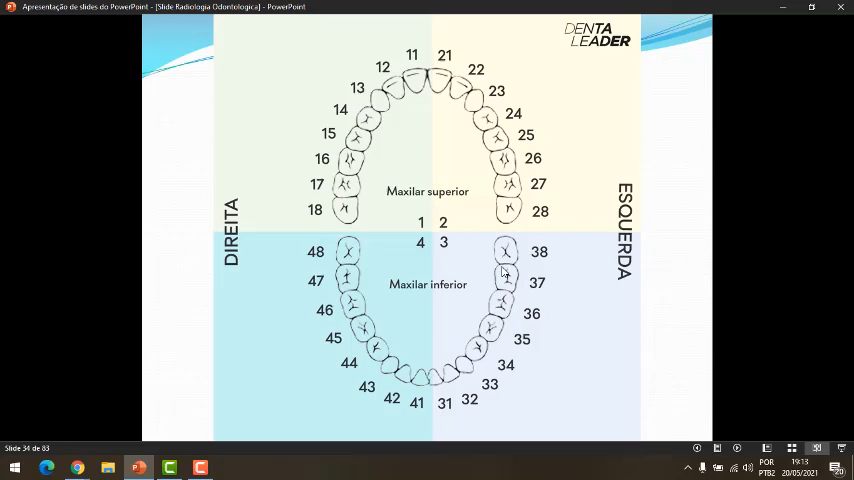 Apresentação de slides do PowerPoint - [Slide Radiologia Odontologica] - PowerPoint
DENTA
LEADER
11 21
12 22
13 23
14 24
15 25
16 26
17 27
18 28
Maxilar superior
DIREITA
ESQUERDA
1 2
4 3
48 38
47 37
Maxilar inferior
46 36
45 35
44 34
43 33
42 41 31 32
Slide 34 de 83
POR
PTB2
19:13
20/05/2021
20